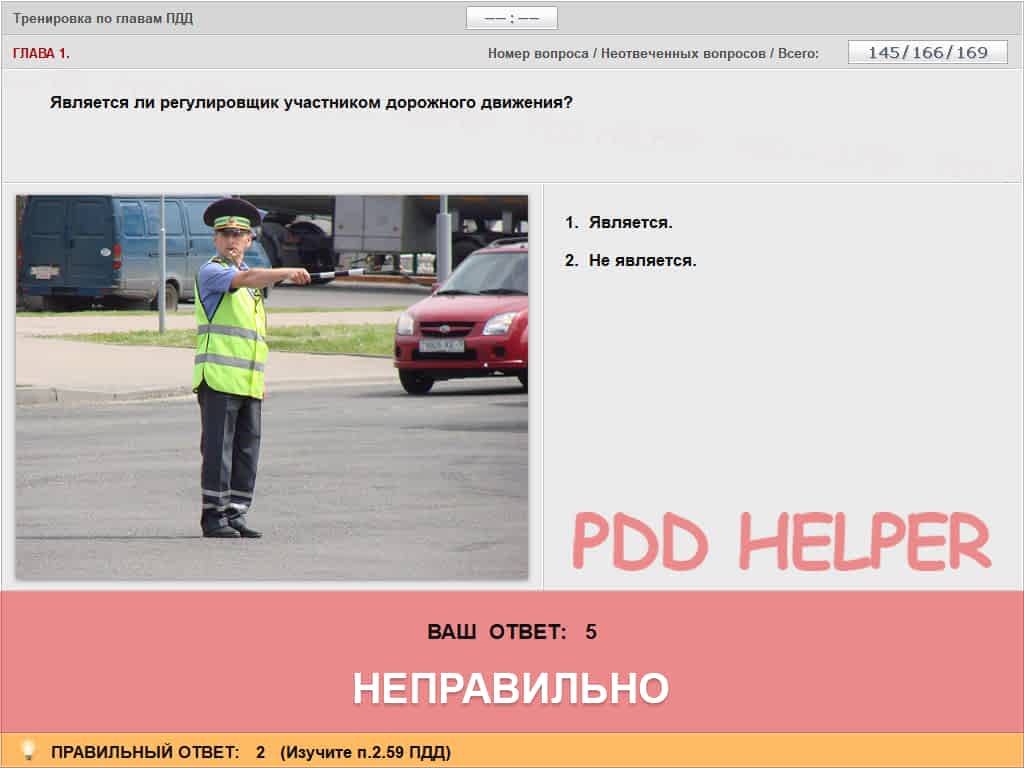 Тренировка по главам ПДД
—— : ——
ГЛАВА 1.
Номер вопроса / Неотвеченных вопросов / Всего:
145/166/169
Является ли регулировщик участником дорожного движения?
1. Является.
2. Не является.
PDD HELPER
ВАШ ОТВЕТ: 5
НЕПРАВИЛЬНО
ПРАВИЛЬНЫЙ ОТВЕТ: 2 (Изучите п.2.59 ПДД)